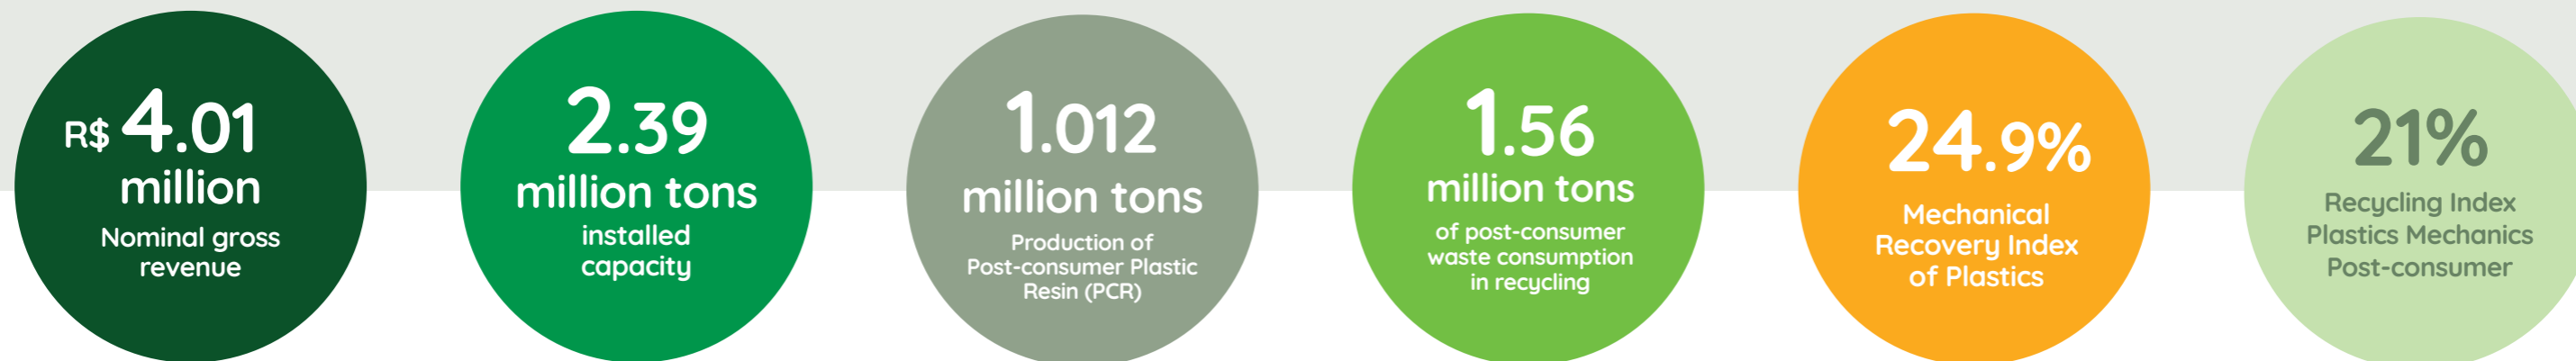 R$ 4.01
million
Nominal gross
revenue
2.39
million tons
installed
capacity
1.012
million tons
Production of
Post-consumer Plastic
Resin (PCR)
1.56
million tons
of post-consumer
waste consumption
in recycling
24.9%
Mechanical
Recovery Index
of Plastics
21%
Recycling Index
Plastics Mechanics
Post-consumer